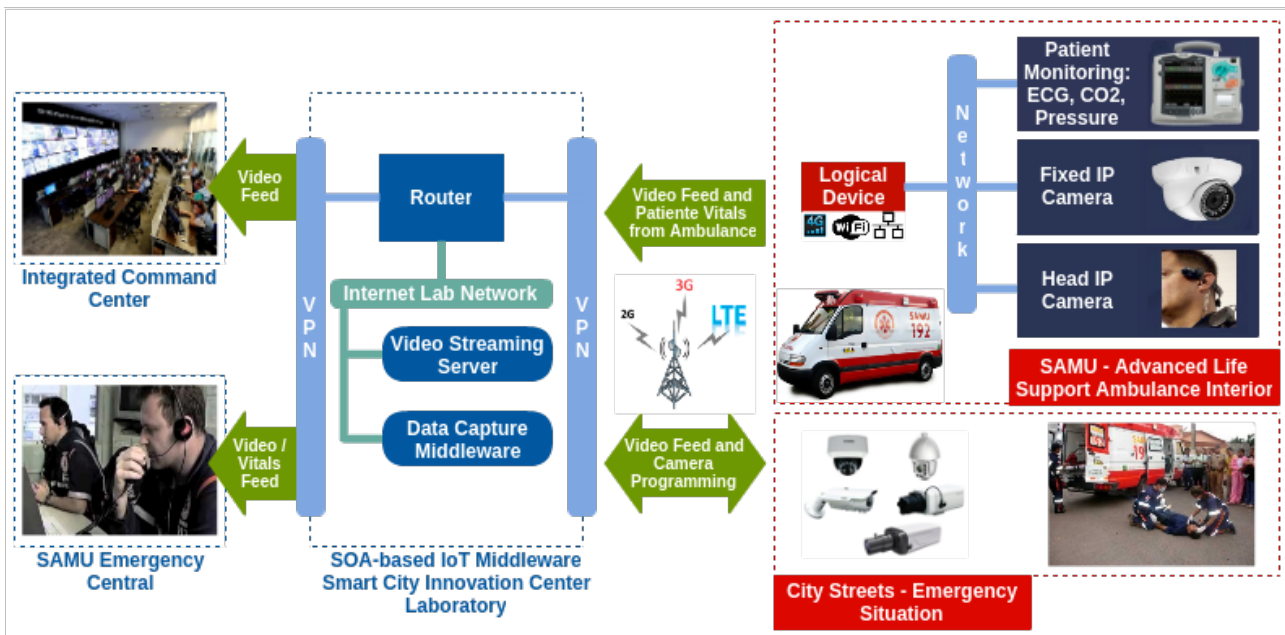 Integrated Command
Center
SAMU Emergency
Central
Video
Feed
Video /
Vitals
Feed
VPN
Router
Internet Lab Network
Video Streaming
Server
Data Capture
Middleware
VPN
SOA-based IoT Middleware
Smart City Innovation Center
Laboratory
Video Feed and
Patiente Vitals
from Ambulance
2G
3G
LTE
Video Feed and
Camera
Programming
Logical
Device
4G
WiFi
Network
Patient
Monitoring:
ECG, CO2,
Pressure
Fixed IP
Camera
Head IP
Camera
SAMU
192
SAMU - Advanced Life
Support Ambulance Interior
City Streets - Emergency
Situation